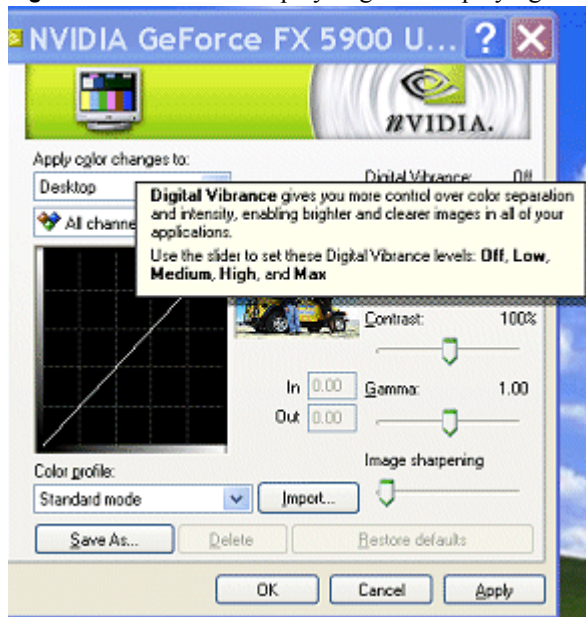 NVIDIA GeForce FX 5900 U...
nVIDIA.
Apply color changes to:
Desktop
Digital Vibrance: Off
All channe
Digital Vibrance gives you more control over color separation
and intensity, enabling brighter and clearer images in all of your
applications.
Use the slider to set these Digital Vibrance levels: Off, Low,
Medium, High, and Max
Contrast: 100%
In 0.00
Gamma: 1.00
Out 0.00
Image sharpening
Color profile:
Standard mode
Import...
Save As...
Delete
Restore defaults
OK
Cancel
Apply